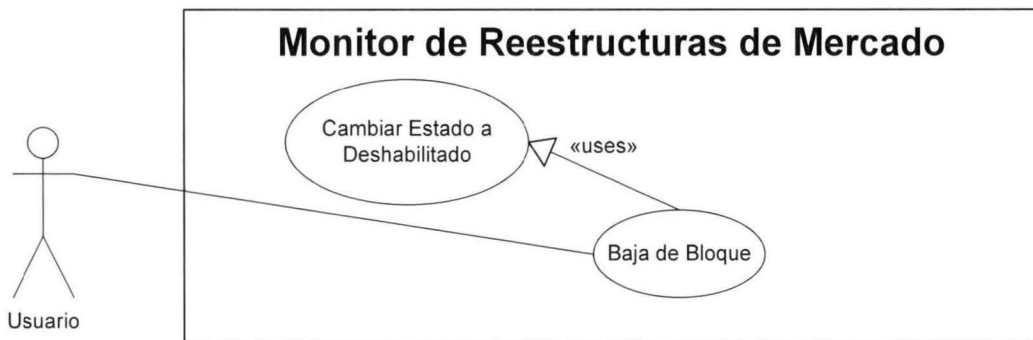 Monitor de Reestructuras de Mercado
Cambiar Estado a
Deshabilitado
«uses»
Baja de Bloque
Usuario